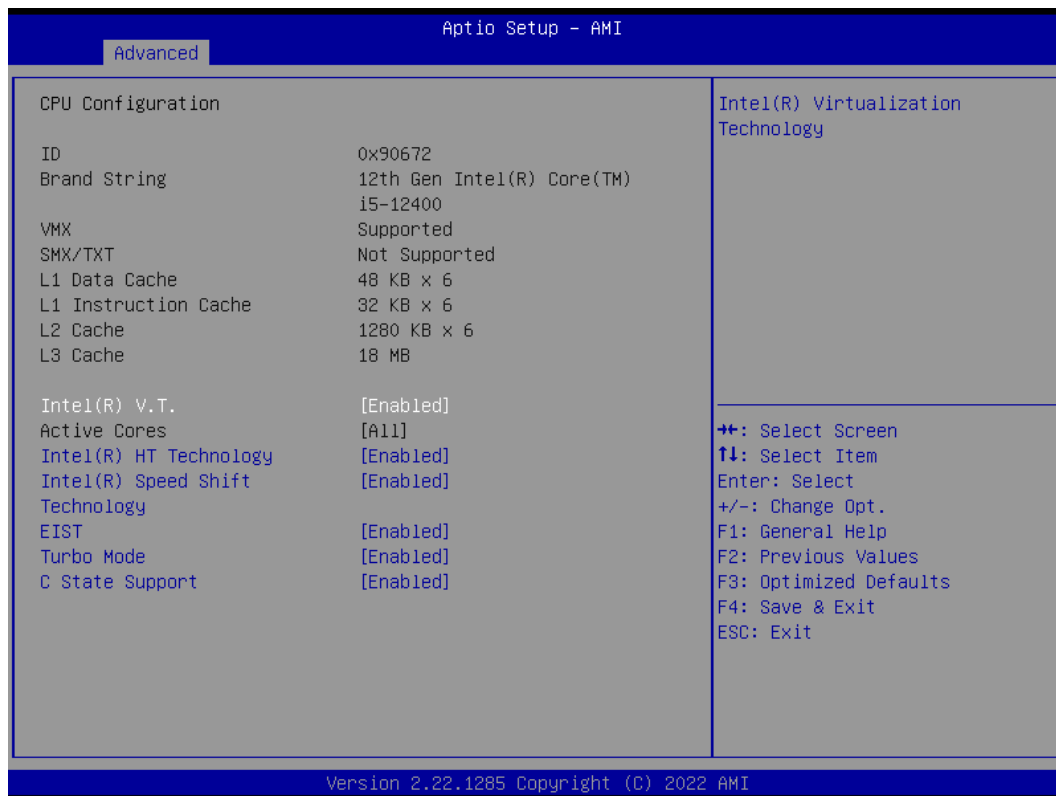 Aptio Setup – AMI
Advanced
CPU Configuration
ID 0x90672
Brand String 12th Gen Intel(R) Core(TM)
i5-12400
VMX Supported
SMX/TXT Not Supported
L1 Data Cache 48 KB x 6
L1 Instruction Cache 32 KB x 6
L2 Cache 1280 KB x 6
L3 Cache 18 MB
Intel(R) V.T. [Enabled]
Active Cores [All]
Intel(R) HT Technology [Enabled]
Intel(R) Speed Shift [Enabled]
Technology
EIST [Enabled]
Turbo Mode [Enabled]
C State Support [Enabled]
Intel(R) Virtualization
Technology
→←: Select Screen
↑↓: Select Item
Enter: Select
+/-: Change Opt.
F1: General Help
F2: Previous Values
F3: Optimized Defaults
F4: Save & Exit
ESC: Exit
Version 2.22.1285 Copyright (C) 2022 AMI